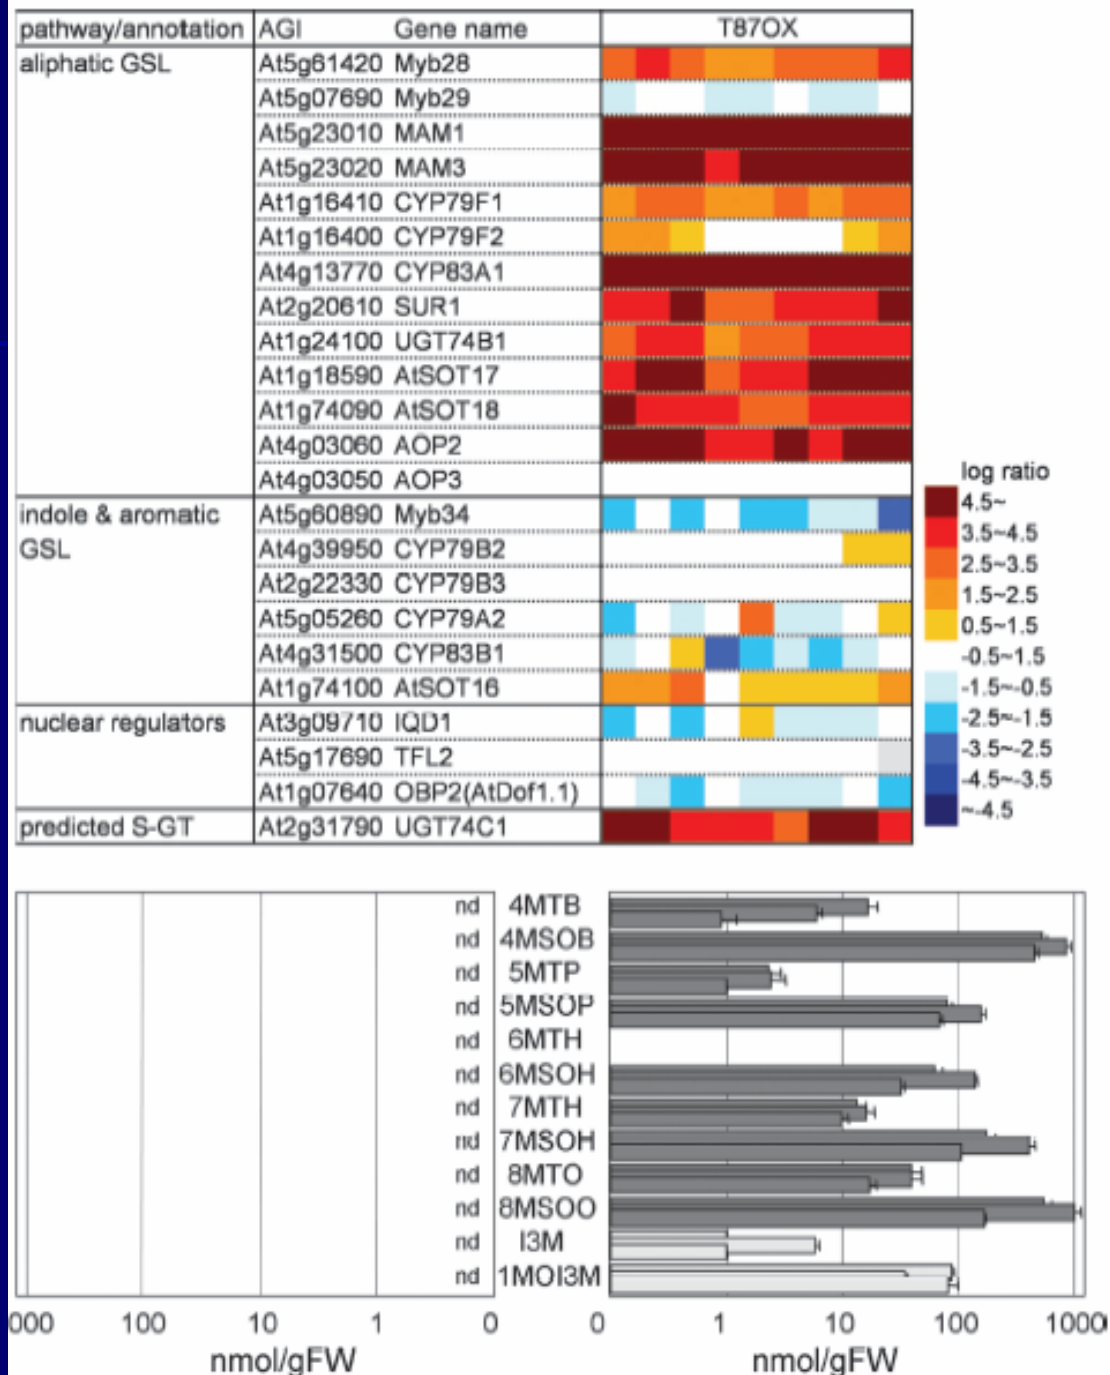 pathway/annotation AGI Gene name T87OX
aliphatic GSL At5g61420 Myb28
At5g07690 Myb29
At5g23010 MAM1
At5g23020 MAM3
At1g16410 CYP79F1
At1g16400 CYP79F2
At4g13770 CYP83A1
At2g20610 SUR1
At1g24100 UGT74B1
At1g18590 AtSOT17
At1g74090 AtSOT18
At4g03060 AOP2
At4g03050 AOP3
indole & aromatic At5g60890 Myb34
GSL At4g39950 CYP79B2
At2g22330 CYP79B3
At5g05260 CYP79A2
At4g31500 CYP83B1
At1g74100 AtSOT16
nuclear regulators At3g09710 IQD1
At5g17690 TFL2
At1g07640 OBP2(AtDof1.1)
predicted S-GT At2g31790 UGT74C1
log ratio
4.5~
3.5~4.5
2.5~3.5
1.5~2.5
0.5~1.5
-0.5~1.5
-1.5~-0.5
-2.5~-1.5
-3.5~-2.5
-4.5~-3.5
~-4.5
nd 4MTB
nd 4MSOB
nd 5MTP
nd 5MSOP
nd 6MTH
nd 6MSOH
nd 7MTH
nd 7MSOH
nd 8MTO
nd 8MSOO
nd I3M
nd 1MOI3M
000 100 10 1 0 0 1 10 100 1000
nmol/gFW nmol/gFW